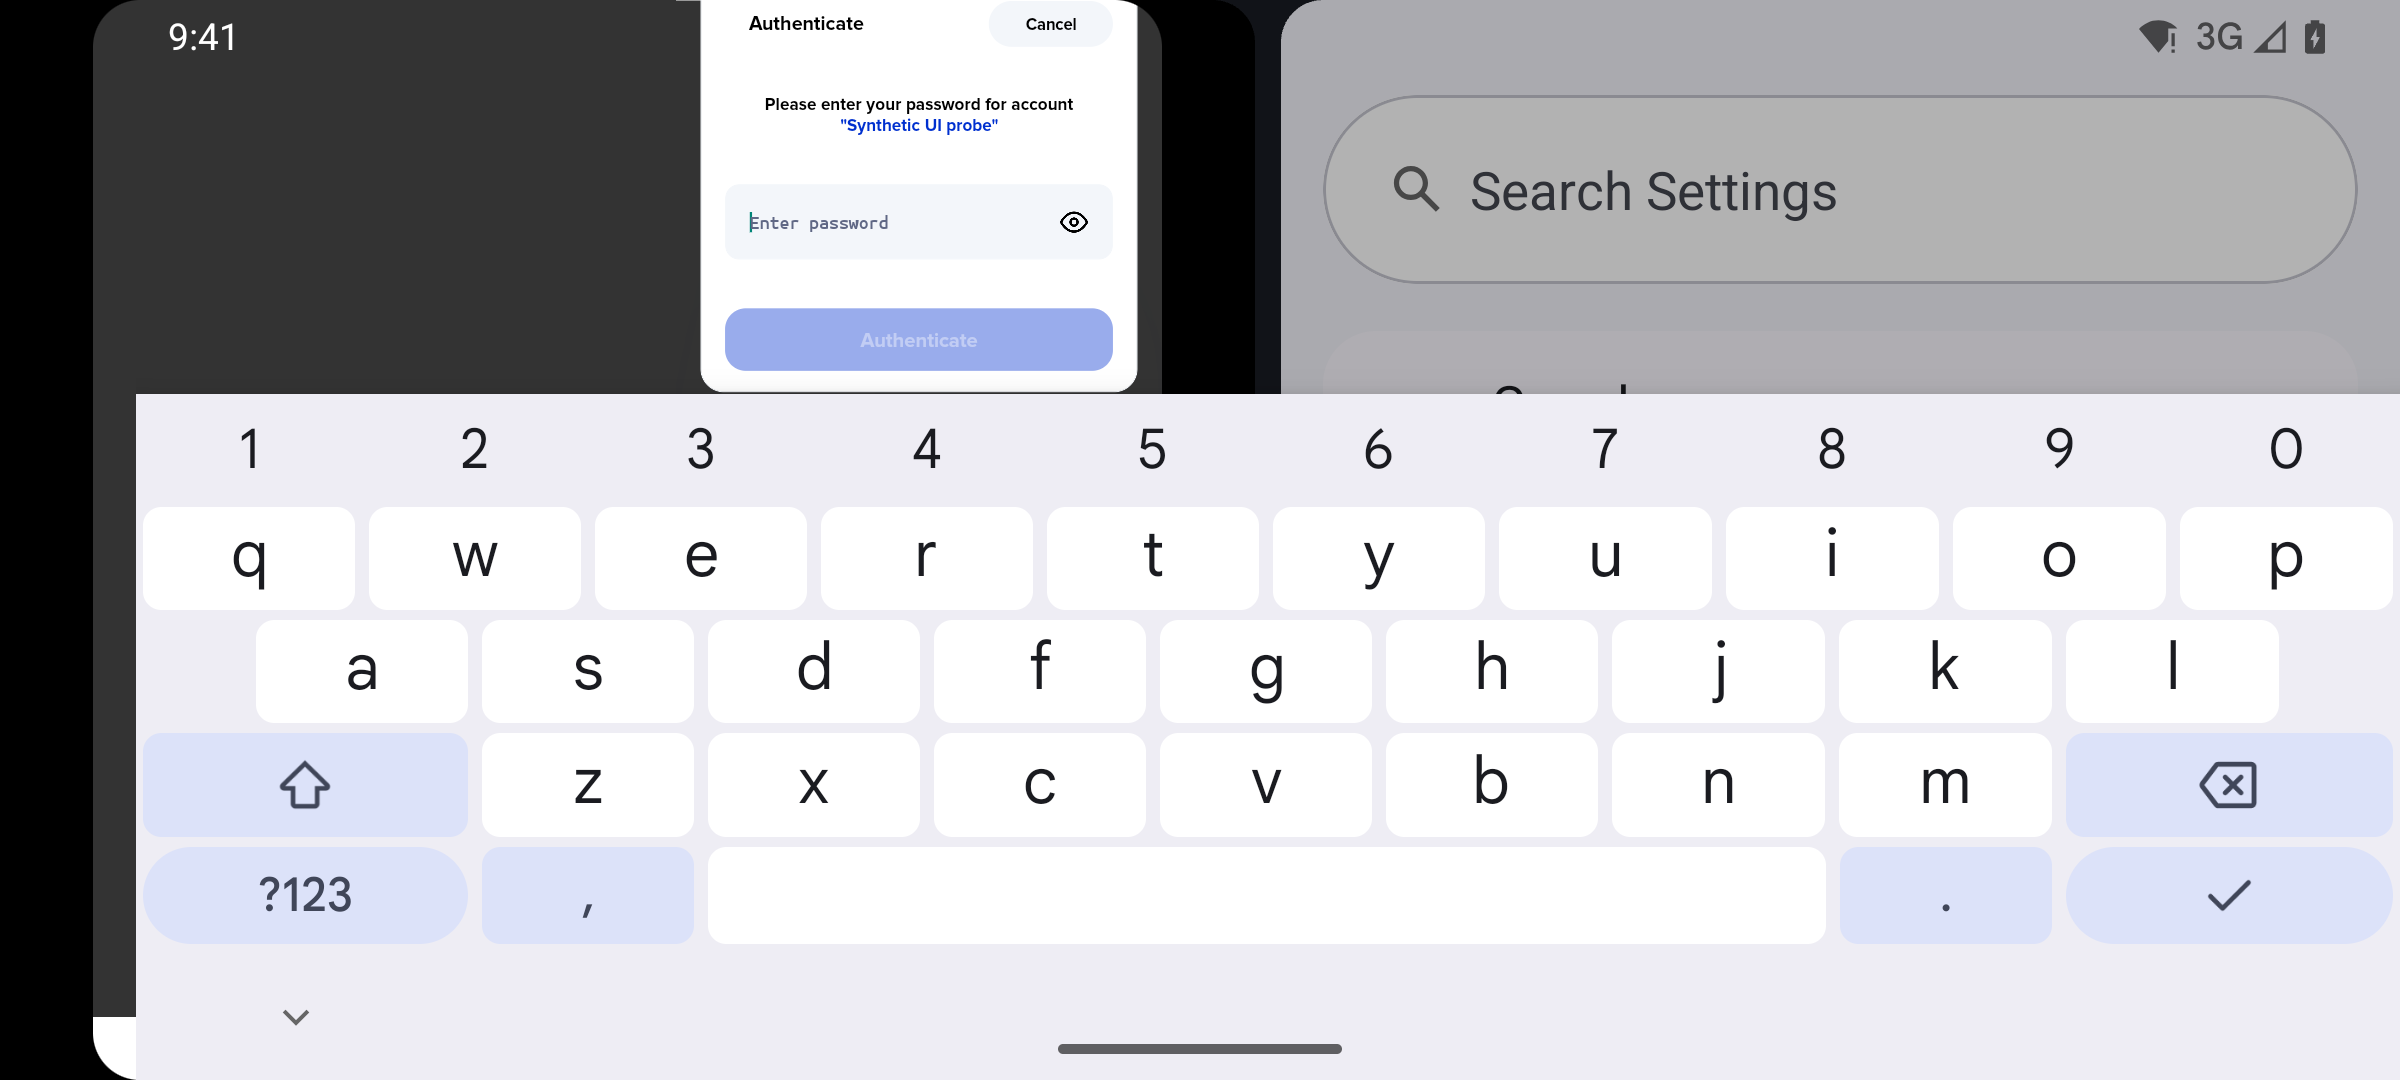 9:41
Authenticate
Cancel
Please enter your password for account
"Synthetic UI probe"
Enter password
Authenticate
3G
Search Settings
1 2 3 4 5 6 7 8 9 0
q w e r t y u i o p
a s d f g h j k l
z x c v b n m
?123 , .